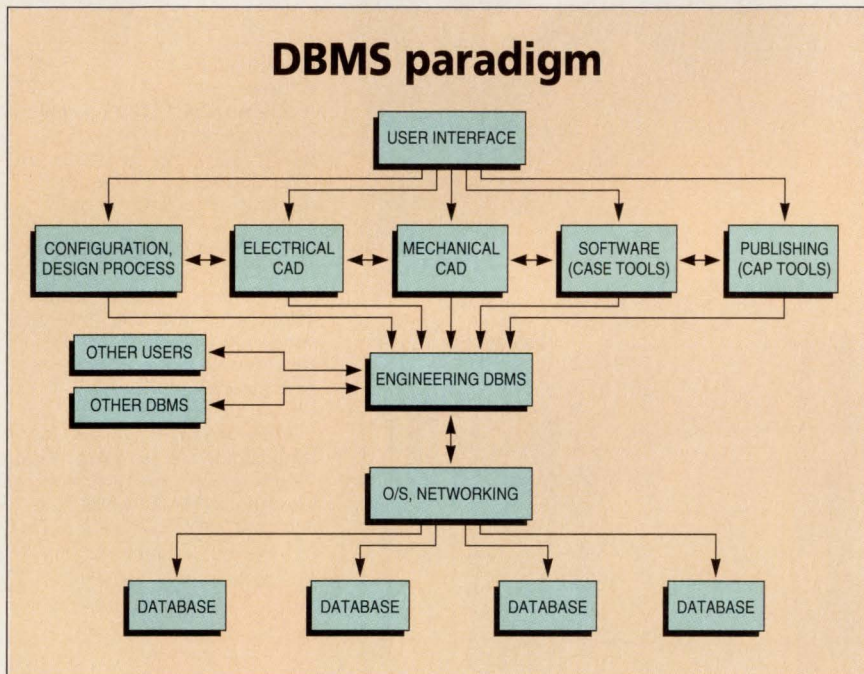 DBMS paradigm
USER INTERFACE
CONFIGURATION,
DESIGN PROCESS
ELECTRICAL
CAD
MECHANICAL
CAD
SOFTWARE
(CASE TOOLS)
PUBLISHING
(CAP TOOLS)
OTHER USERS
OTHER DBMS
ENGINEERING DBMS
O/S, NETWORKING
DATABASE
DATABASE
DATABASE
DATABASE